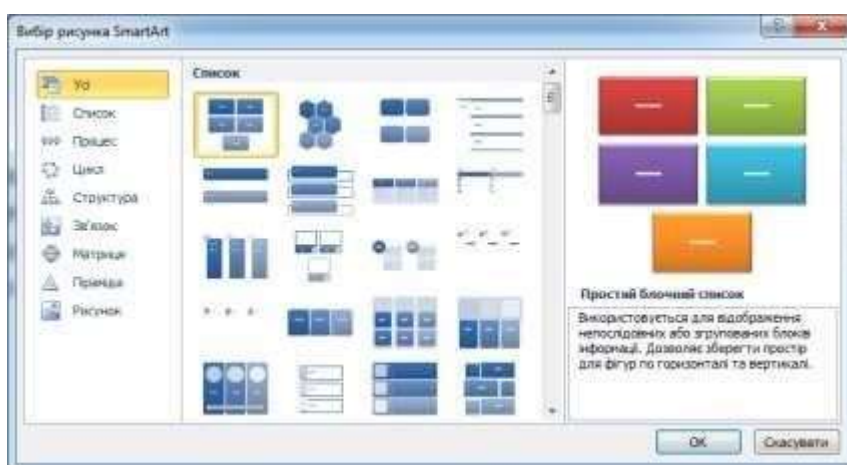 Вибір рисунка SmartArt
Усі
Список
Процес
Цикл
Структура
Зв'язок
Матриця
Піраміда
Рисунок
Список
Простий блочний список
Використовується для відображення
непослідовних або згрупованих блоків
інформації. Дозволяє зберегти простір
для фігур по горизонталі та вертикалі.
ОК
Скасувати